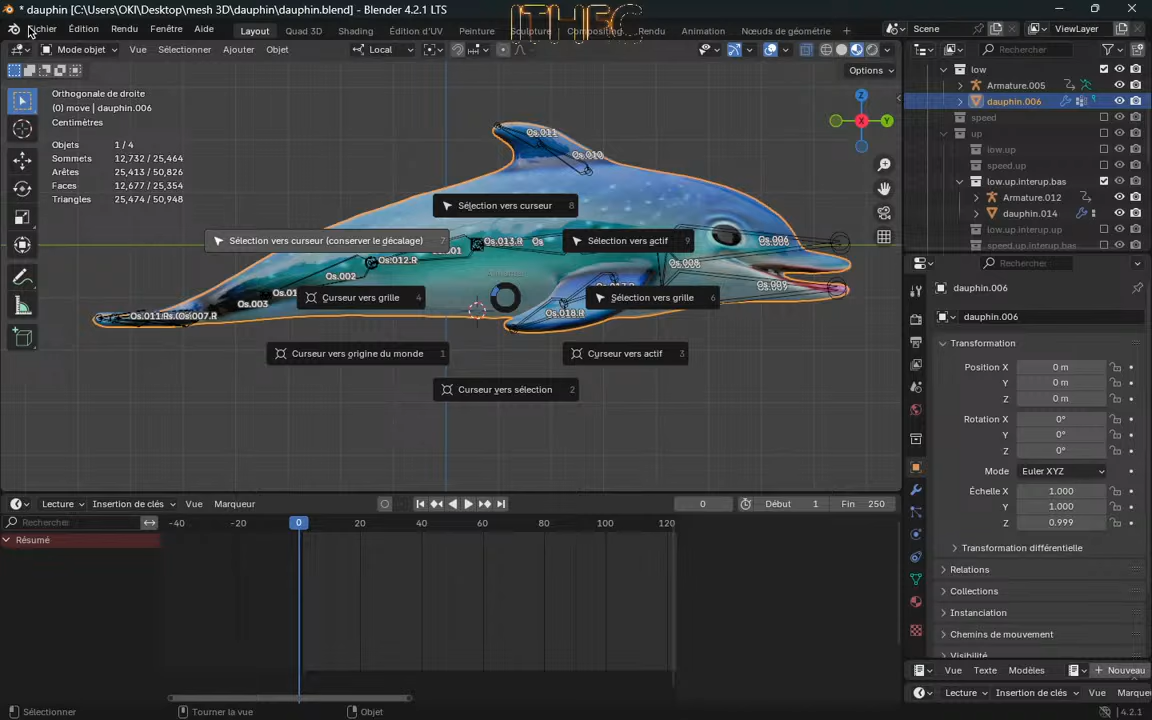 * dauphin [C:\Users\OKI\Desktop\mesh 3D\dauphin\dauphin.blend] - Blender 4.2.1 LTS
Fichier Édition Rendu Fenêtre Aide Layout Quad 3D Shading Édition d'UV Peinture Sculpture Compositing Rendu Animation Nœuds de géométrie Scene ViewLayer
Mode objet Vue Sélectionner Ajouter Objet Local Rechercher
Options
Orthogonale de droite
(0) move | dauphin.006
Centimètres
Objets 1 / 4
Sommets 12,732 / 25,464
Arêtes 25,413 / 50,826
Faces 12,677 / 25,354
Triangles 25,474 / 50,948
Z
X
Y
Os.011
Os.010
Sélection vers curseur 8
Sélection vers curseur (conserver le décalage) 7
Os.013.R
Sélection vers actif 9
Os.006
Os.012.R
Os.008
Os.002
Os.003
Curseur vers grille 4
Sélection vers grille 6
Os.018.R
Os.007.R
Curseur vers origine du monde 1
Curseur vers actif 3
Curseur vers sélection 2
low
Armature.005
dauphin.006
speed
up
low.up
speed.up
low.up.interup.bas
Armature.012
dauphin.014
low.up.interup.bas
speed.up.interup.bas
Rechercher
dauphin.006
dauphin.006
Transformation
Position X 0 m
Y 0 m
Z 0 m
Rotation X 0°
Y 0°
Z 0°
Mode Euler XYZ
Échelle X 1.000
Y 1.000
Z 0.999
Transformation différentielle
Relations
Collections
Instanciation
Chemins de mouvement
Visibilité
Vue Texte Modèles + Nouveau
Lecture Insertion de clés Vue
Lecture Insertion de clés Vue Marqueur 0 Début 1 Fin 250
Rechercher -40 -20 0 20 40 60 80 100 120
Résumé
Sélectionner Tourner la vue Objet 4.2.1